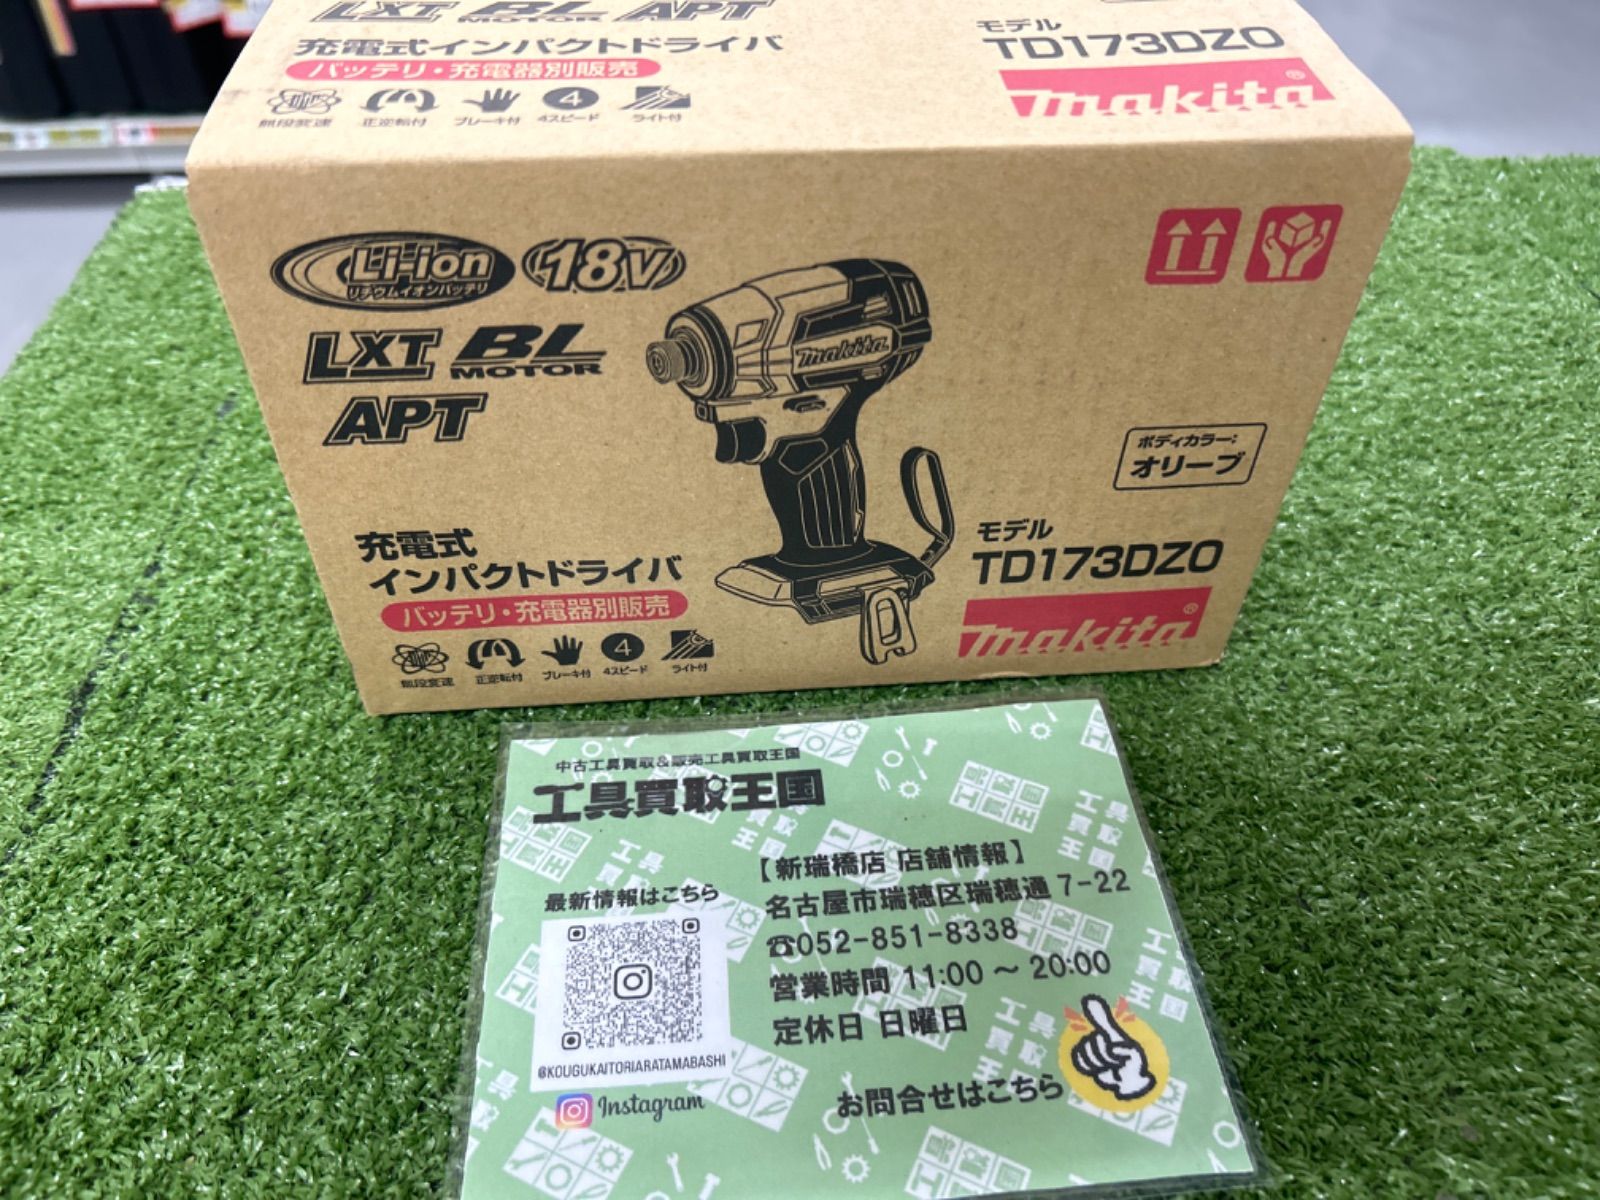 LXT BL MOTOR APT
充電式インパクトドライバ
バッテリ・充電器別販売
無段変速 正逆転付 ブレーキ付 4 4スピード ライト付
モデル
TD173DZO
makita®
Li-ion
リチウムイオンバッテリ
18V
LXT BL MOTOR
APT
makita
ボディカラー:
オリーブ
充電式
インパクトドライバ
バッテリ・充電器別販売
無段変速 正逆転付 ブレーキ付 4 4スピード ライト付
モデル
TD173DZO
makita®
中古工具買取&販売工具買取王国
工具買取王国
【新瑞橋店 店舗情報】
名古屋市瑞穂区瑞穂通 7-22
☎052-851-8338
営業時間 11:00 ~ 20:00
定休日 日曜日
お問合せはこちら
最新情報はこちら
@KOUGUKAITORIARATAMABASHI
Instagram